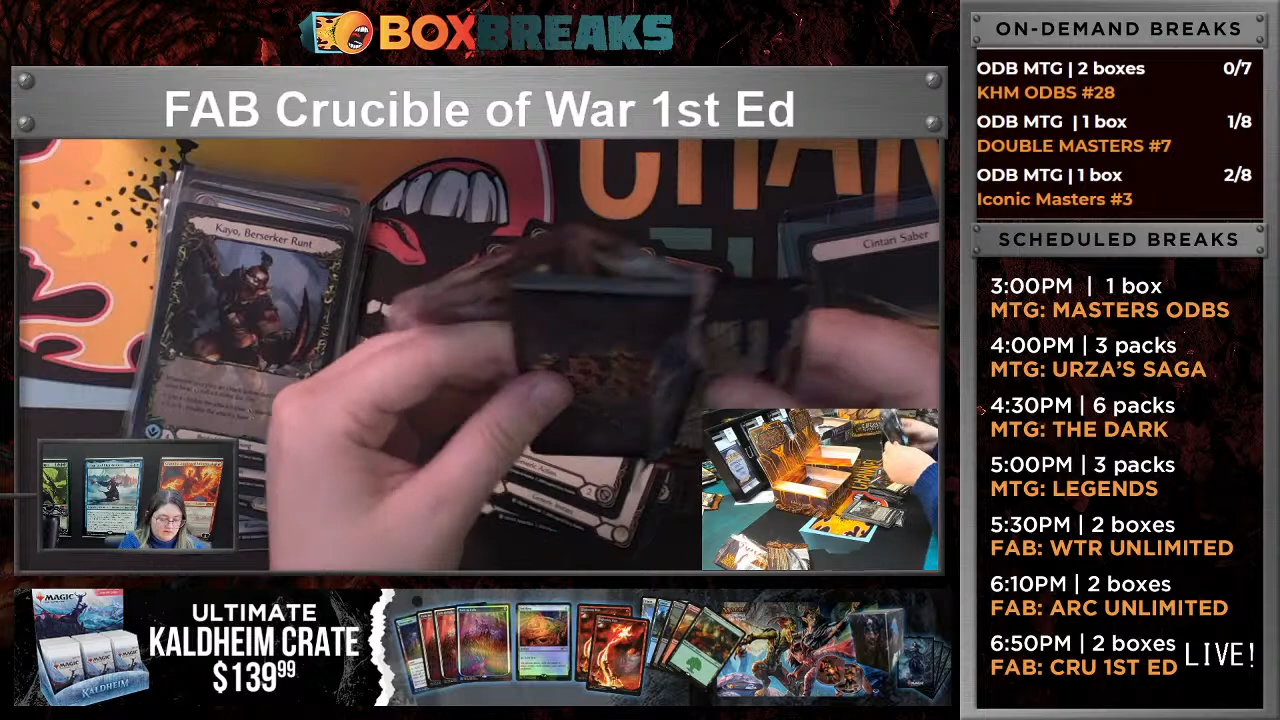 BOXBREAKS
FAB Crucible of War 1st Ed
Kayo, Berserker Runt
Cintari Saber
ULTIMATE
KALDHEIM CRATE
$139.99
MAGIC
KALDHEIM
ON-DEMAND BREAKS
ODB MTG | 2 boxes 0/7
KHM ODBS #28
ODB MTG | 1 box 1/8
DOUBLE MASTERS #7
ODB MTG | 1 box 2/8
Iconic Masters #3
SCHEDULED BREAKS
3:00PM | 1 box
MTG: MASTERS ODBS
4:00PM | 3 packs
MTG: URZA'S SAGA
4:30PM | 6 packs
MTG: THE DARK
5:00PM | 3 packs
MTG: LEGENDS
5:30PM | 2 boxes
FAB: WTR UNLIMITED
6:10PM | 2 boxes
FAB: ARC UNLIMITED
6:50PM | 2 boxes
FAB: CRU 1ST ED LIVE!